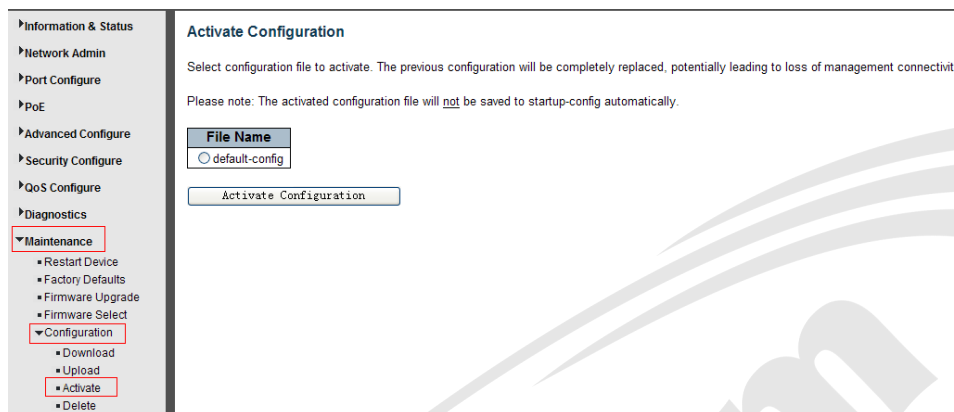 Information & Status
Network Admin
Port Configure
PoE
Advanced Configure
Security Configure
QoS Configure
Diagnostics
Maintenance
Restart Device
Factory Defaults
Firmware Upgrade
Firmware Select
Configuration
Download
Upload
Activate
Delete
Activate Configuration
Select configuration file to activate. The previous configuration will be completely replaced, potentially leading to loss of management connectivit
Please note: The activated configuration file will not be saved to startup-config automatically.
File Name
default-config
Activate Configuration